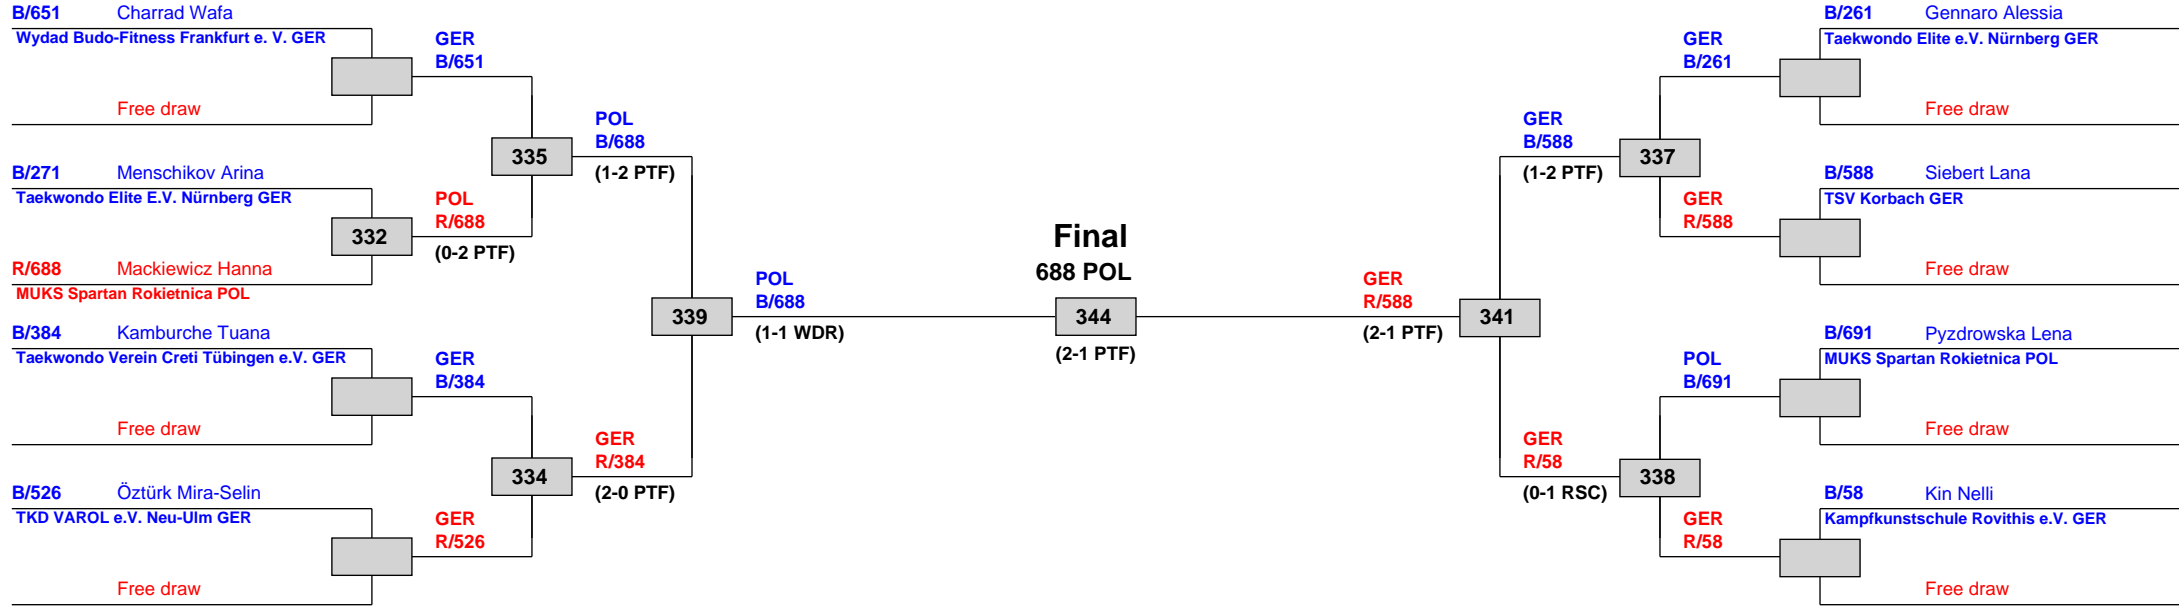 B/651 Charrad Wafa
Wydad Budo-Fitness Frankfurt e. V. GER
Free draw
B/271 Menschikov Arina
Taekwondo Elite E.V. Nürnberg GER
332
R/688 Mackiewicz Hanna
MUKS Spartan Rokietnica POL
B/384 Kamburche Tuana
Taekwondo Verein Creti Tübingen e.V. GER
Free draw
B/526 Öztürk Mira-Selin
TKD VAROL e.V. Neu-Ulm GER
Free draw
GER
B/651
POL
R/688
(0-2 PTF)
GER
B/384
GER
R/526
335
334
POL
B/688
(1-2 PTF)
GER
R/384
(2-0 PTF)
339
POL
B/688
(1-1 WDR)
Final
688 POL
344
(2-1 PTF)
GER
R/588
(2-1 PTF)
341
GER
B/588
(1-2 PTF)
GER
R/58
(0-1 RSC)
337
338
GER
B/261
GER
R/588
POL
B/691
GER
R/58
B/261 Gennaro Alessia
Taekwondo Elite e.V. Nürnberg GER
Free draw
B/588 Siebert Lana
TSV Korbach GER
Free draw
B/691 Pyzdrowska Lena
MUKS Spartan Rokietnica POL
Free draw
B/58 Kin Nelli
Kampfkunstschule Rovithis e.V. GER
Free draw